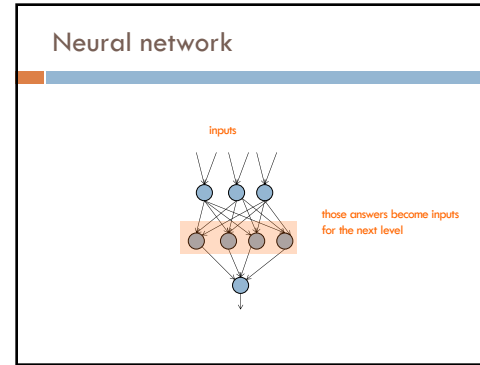 Neural network
inputs
those answers become inputs
for the next level